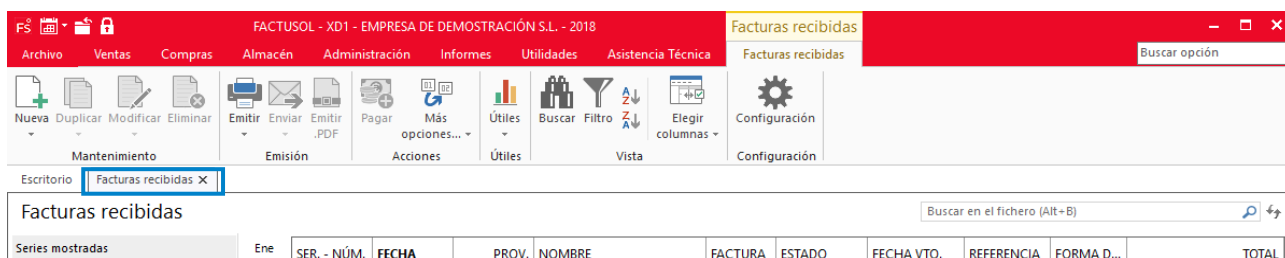 FS FACTUSOL - XD1 - EMPRESA DE DEMOSTRACIÓN S.L. - 2018 Facturas recibidas
Archivo Ventas Compras Almacén Administración Informes Utilidades Asistencia Técnica Facturas recibidas Buscar opción
Nueva Duplicar Modificar Eliminar Emitir Enviar Emitir .PDF Pagar Más opciones... Útiles Buscar Filtro Elegir columnas Configuración
Mantenimiento Emisión Acciones Útiles Vista Configuración
Escritorio Facturas recibidas
Facturas recibidas Buscar en el fichero (Alt+B)
Series mostradas Ene SER. - NÚM. FECHA PROV. NOMBRE FACTURA ESTADO FECHA VTO. REFERENCIA FORMA D... TOTAL